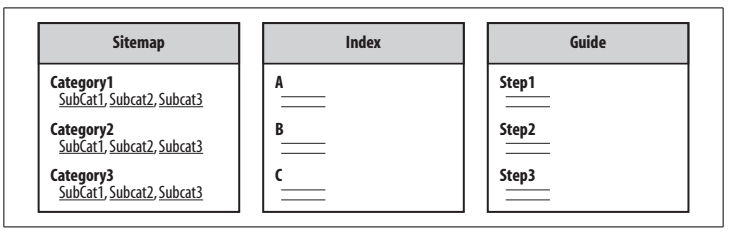 Sitemap
Category1
SubCat1, Subcat2, Subcat3
Category2
SubCat1, Subcat2, Subcat3
Category3
SubCat1, Subcat2, Subcat3
Index
A
B
C
Guide
Step1
Step2
Step3